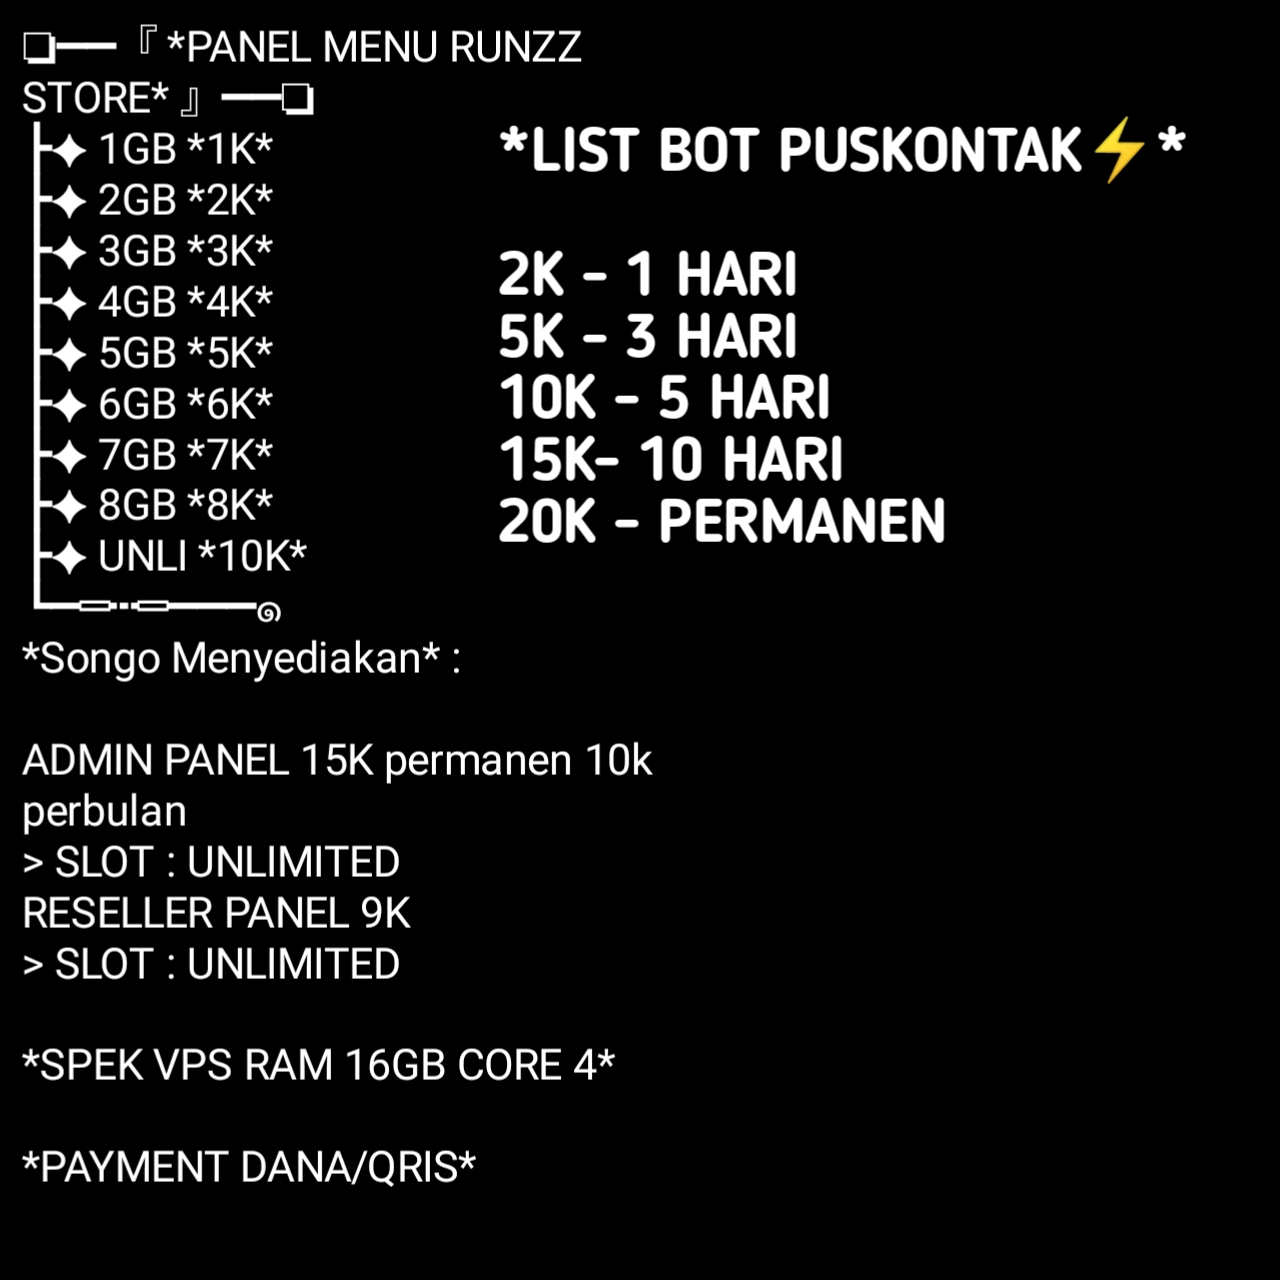 ❏━━『 *PANEL MENU RUNZZ
STORE* 』━━❏
┣✦ 1GB *1K*
┣✦ 2GB *2K*
┣✦ 3GB *3K*
┣✦ 4GB *4K*
┣✦ 5GB *5K*
┣✦ 6GB *6K*
┣✦ 7GB *7K*
┣✦ 8GB *8K*
┣✦ UNLI *10K*
┗━▭▪▪▭━━━๑
*Songo Menyediakan* :
ADMIN PANEL 15K permanen 10k
perbulan
> SLOT : UNLIMITED
RESELLER PANEL 9K
> SLOT : UNLIMITED
*SPEK VPS RAM 16GB CORE 4*
*PAYMENT DANA/QRIS*
*LIST BOT PUSKONTAK⚡*
2K - 1 HARI
5K - 3 HARI
10K - 5 HARI
15K- 10 HARI
20K - PERMANEN